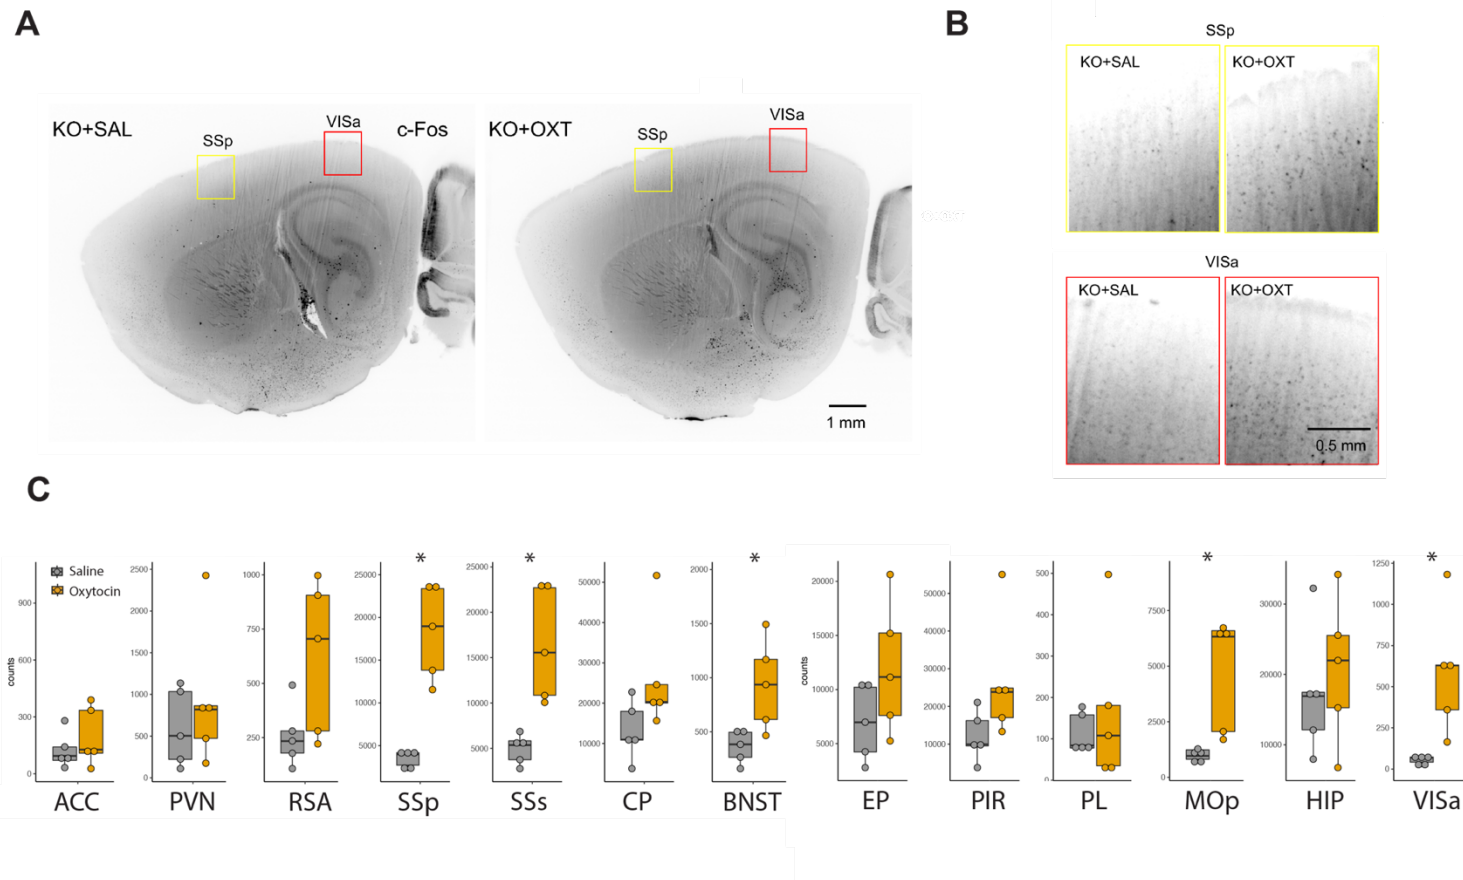 A
B
SSp
KO+SAL
KO+OXT
KO+SAL
SSp
VISa
c-Fos
KO+OXT
SSp
VISa
1 mm
VISa
KO+SAL
KO+OXT
0.5 mm
C
Saline
Oxytocin
counts
900
600
300
0
ACC
2500
2000
1500
1000
500
0
PVN
1000
750
500
250
RSA
25000
20000
15000
10000
5000
SSp
*
25000
20000
15000
10000
5000
SSs
*
50000
40000
30000
20000
10000
CP
2000
1500
1000
500
BNST
*
counts
20000
15000
10000
5000
EP
50000
40000
30000
20000
10000
PIR
500
400
300
200
100
0
PL
7500
5000
2500
0
MOp
*
30000
20000
10000
HIP
1250
1000
750
500
250
0
VISa
*